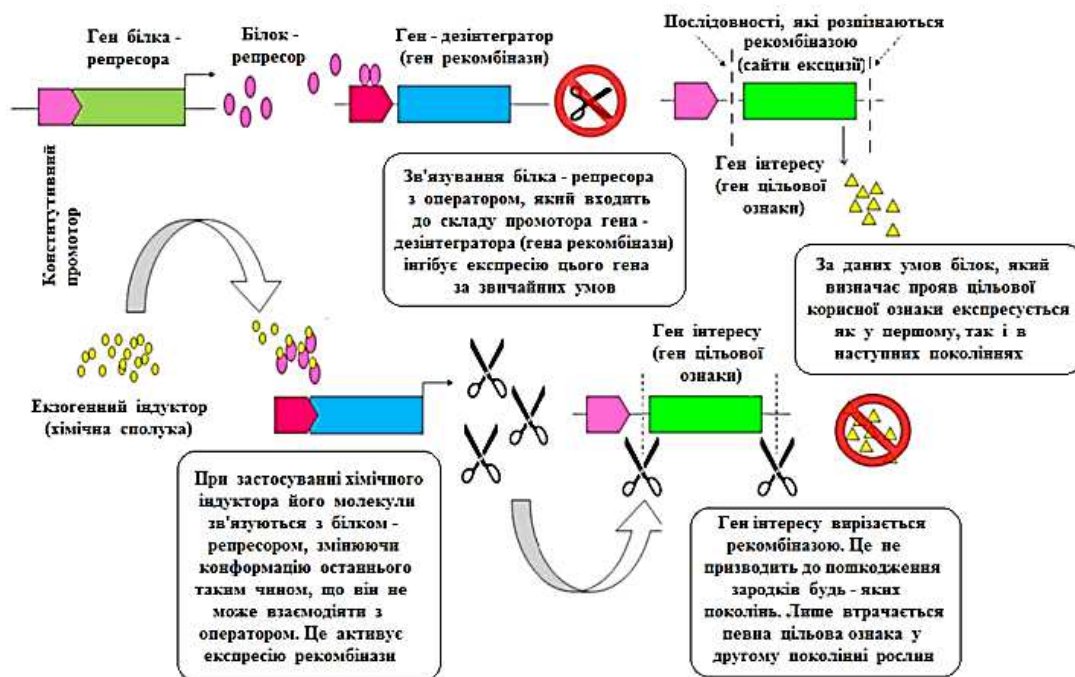 Ген білка -
репресора
Білок-
репресор
Ген - дезінтегратор
(ген рекомбінази)
Послідовності, які розпізнаються
рекомбіназою
(сайти ексцизії)
Конститутивний
промотор
Ген інтересу
(ген цільової
ознаки)
Зв'язування білка - репресора
з оператором, який входить
до складу промотора гена -
дезінтегратора (гена рекомбінази)
інгібує експресію цього гена
за звичайних умов
За даних умов білок, який
визначає прояв цільової
корисної ознаки експресується
як у першому, так і в
наступних поколіннях
Екзогенний індуктор
(хімічна сполука)
Ген інтересу
(ген цільової
ознаки)
При застосуванні хімічного
індуктора його молекули
зв'язуються з білком -
репресором, змінюючи
конформацію останнього
таким чином, що він не
може взаємодіяти з
оператором. Це активує
експресію рекомбінази
Ген інтересу вирізається
рекомбіназою. Це не
призводить до пошкодження
зародків будь - яких
поколінь. Лише втрачається
певна цільова ознака у
другому поколінні рослин